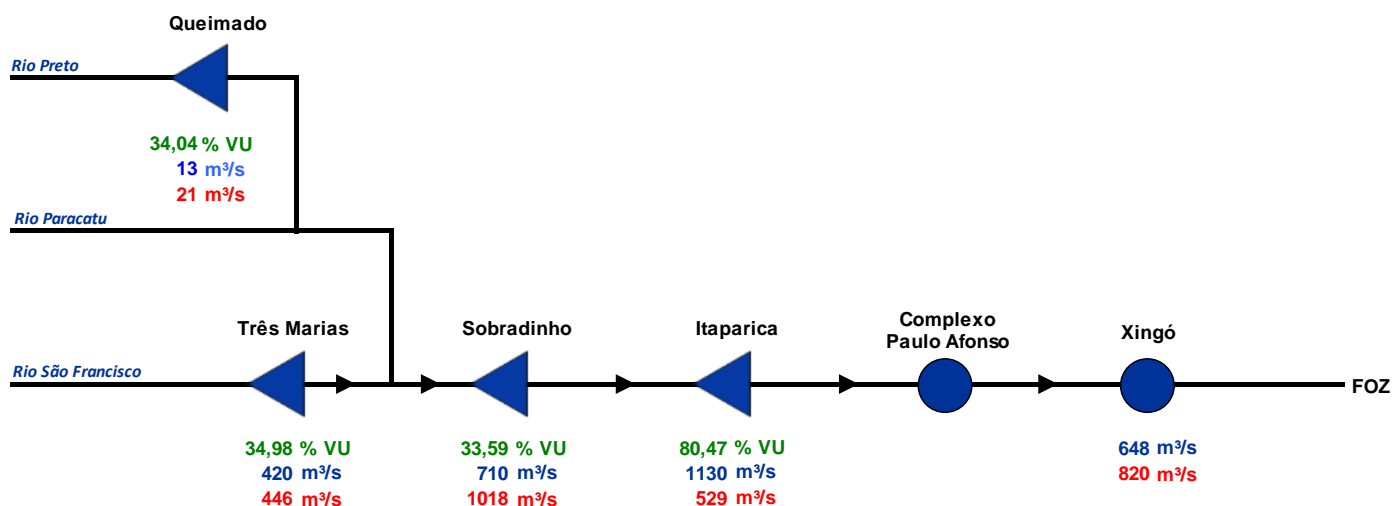 Queimado
Rio Preto
34,04 % VU
13 m³/s
21 m³/s
Rio Paracatu
Três Marias
Sobradinho
Itaparica
Complexo
Paulo Afonso
Xingó
Rio São Francisco
FOZ
34,98 % VU
420 m³/s
446 m³/s
33,59 % VU
710 m³/s
1018 m³/s
80,47 % VU
1130 m³/s
529 m³/s
648 m³/s
820 m³/s